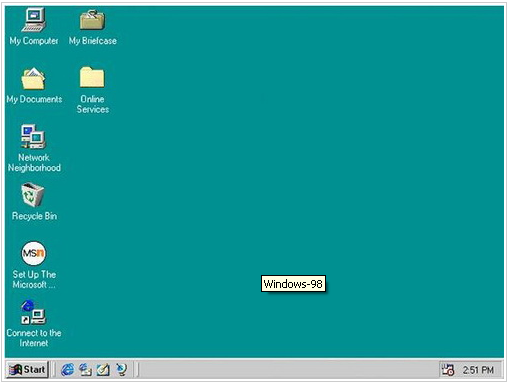 My Computer
My Briefcase
My Documents
Online
Services
Network
Neighborhood
Recycle Bin
MSN
Set Up The
Microsoft ...
Connect to the
Internet
Windows-98
Start
2:51 PM